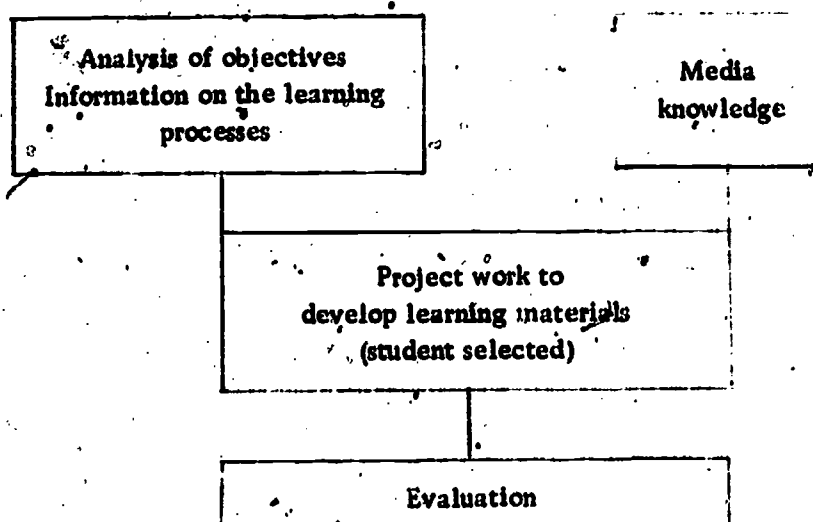 Analysis of objectives
Information on the learning
processes
Media
knowledge
Project work to
develop learning materials
(student selected)
Evaluation